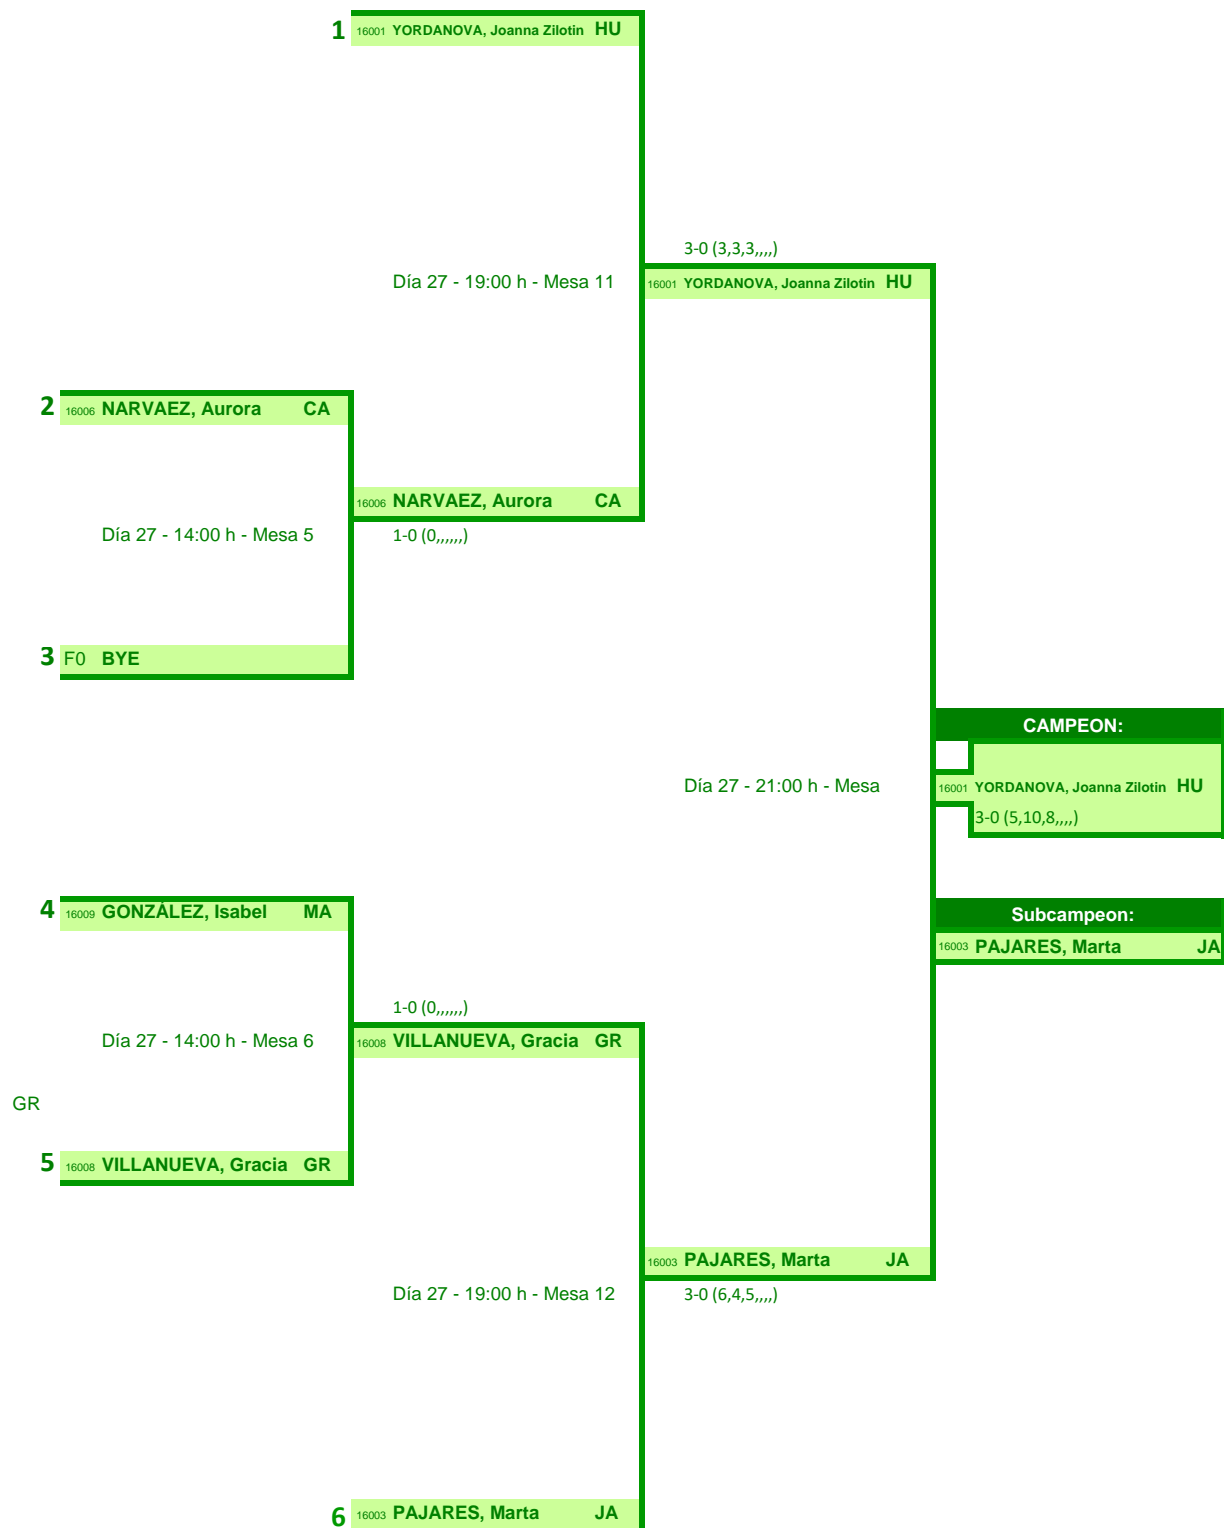 1 16001 YORDANOVA, Joanna Zilotin HU
3-0 (3,3,3,,,,)
Día 27 - 19:00 h - Mesa 11
16001 YORDANOVA, Joanna Zilotin HU
2 16006 NARVAEZ, Aurora CA
16006 NARVAEZ, Aurora CA
Día 27 - 14:00 h - Mesa 5
1-0 (0,,,,,,)
3 F0 BYE
CAMPEON:
Día 27 - 21:00 h - Mesa
16001 YORDANOVA, Joanna Zilotin HU
3-0 (5,10,8,,,,)
4 16009 GONZÁLEZ, Isabel MA
Subcampeon:
16003 PAJARES, Marta JA
1-0 (0,,,,,,)
Día 27 - 14:00 h - Mesa 6
16008 VILLANUEVA, Gracia GR
GR
5 16008 VILLANUEVA, Gracia GR
16003 PAJARES, Marta JA
Día 27 - 19:00 h - Mesa 12
3-0 (6,4,5,,,,)
6 16003 PAJARES, Marta JA